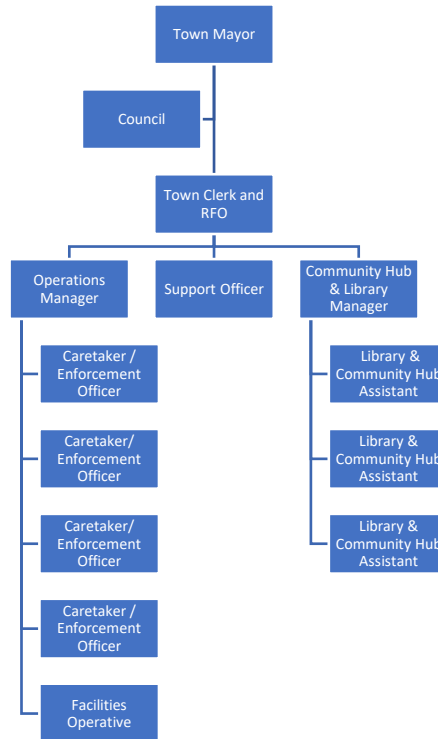 Town Mayor
Council
Town Clerk and
RFO
Operations
Manager
Support Officer
Community Hub
& Library
Manager
Caretaker /
Enforcement
Officer
Caretaker/
Enforcement
Officer
Caretaker/
Enforcement
Officer
Caretaker /
Enforcement
Officer
Facilities
Operative
Library &
Community Hub
Assistant
Library &
Community Hub
Assistant
Library &
Community Hub
Assistant